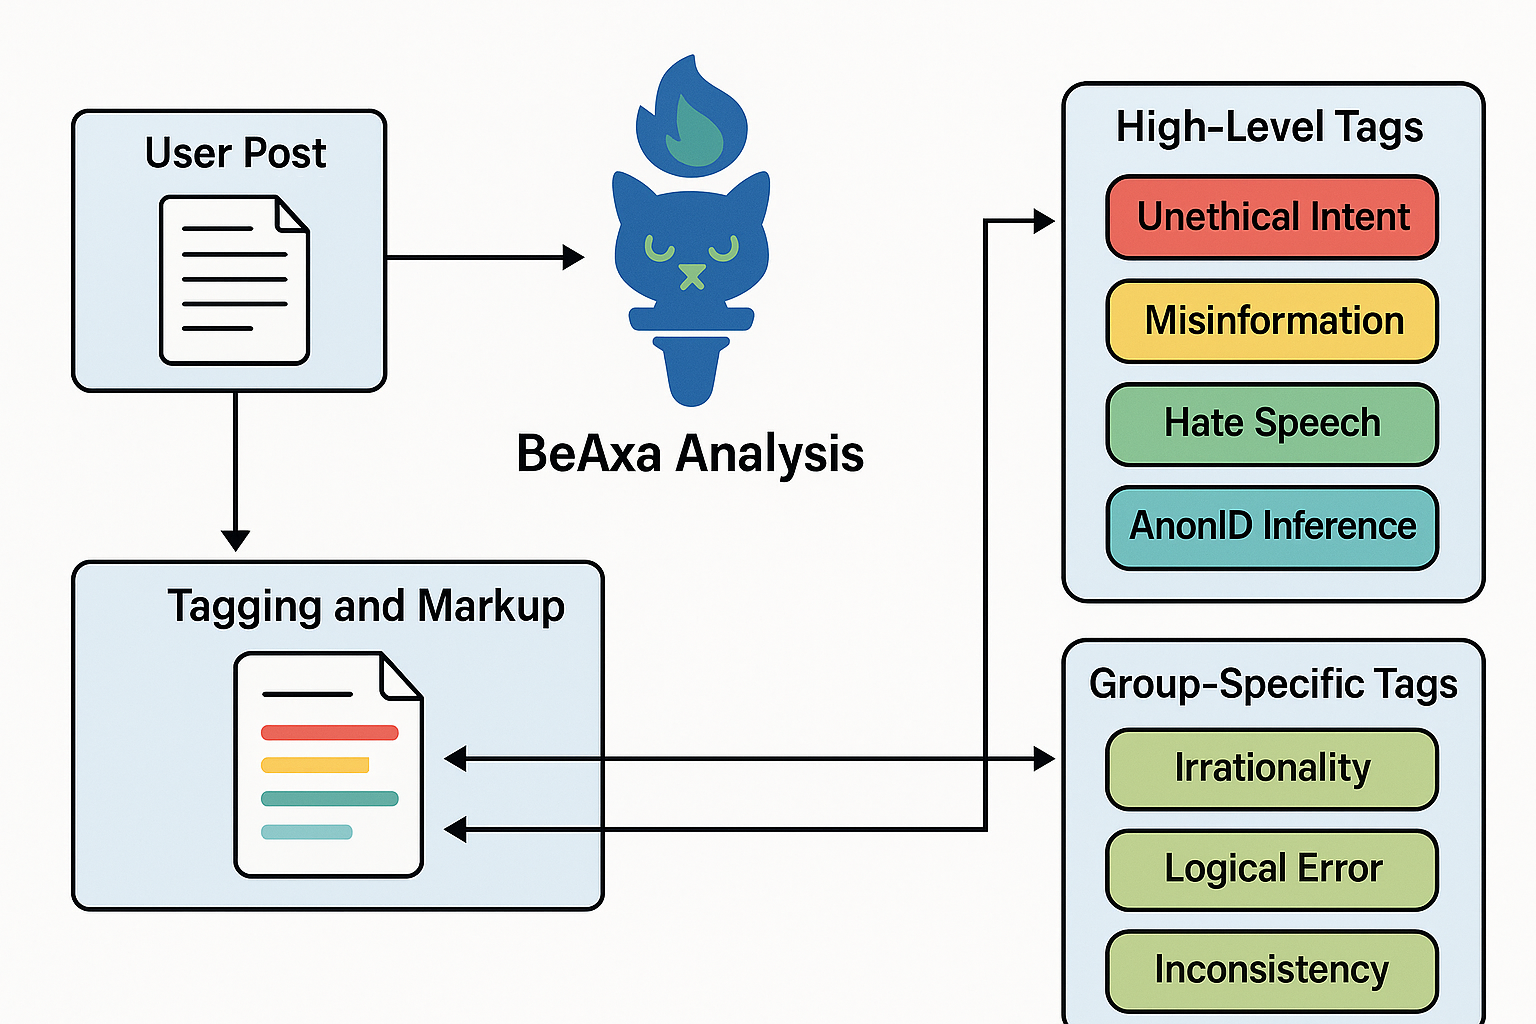 User Post
BeAxa Analysis
Tagging and Markup
High-Level Tags
Unethical Intent
Misinformation
Hate Speech
AnonID Inference
Group-Specific Tags
Irrationality
Logical Error
Inconsistency